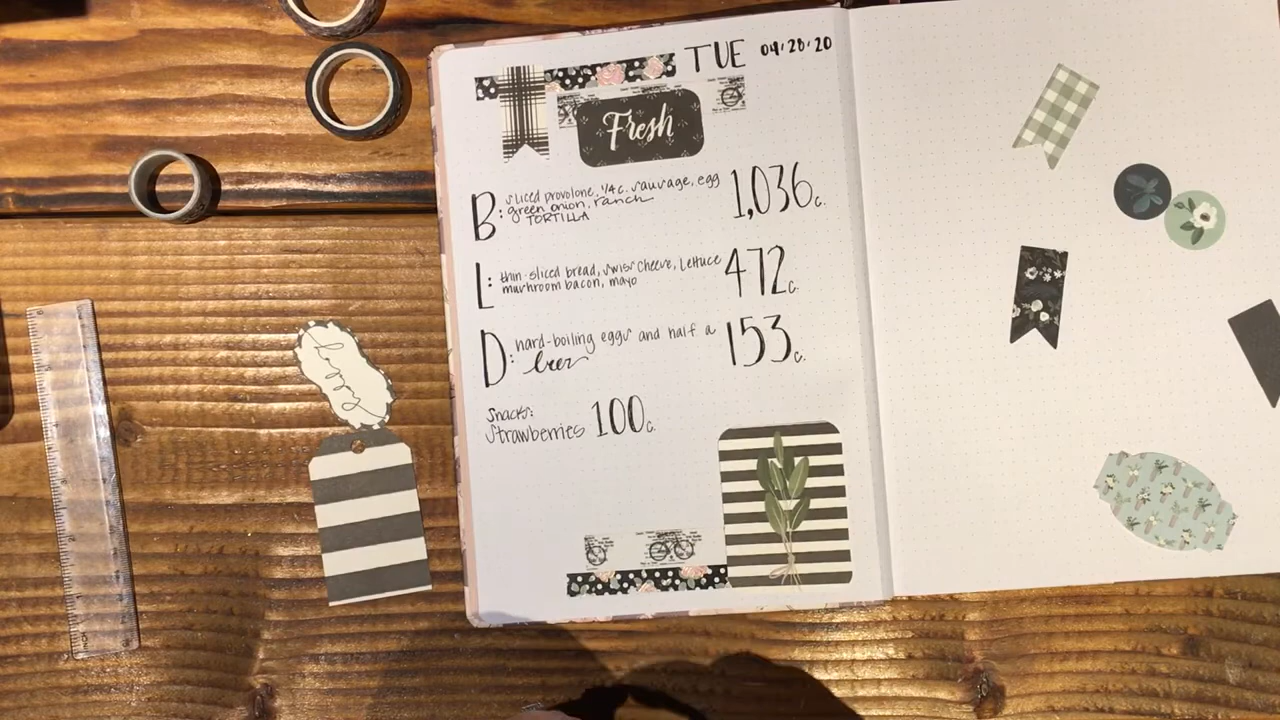 TUE 04·28·20
Fresh
B: sliced provolone, 1/4 c. sausage, egg
green onion, ranch
TORTILLA
1,036c.
L: thin-sliced bread, swiss cheese, lettuce
mushroom bacon, mayo
472c.
D: hard-boiling eggs and half a
beer
153c.
Snacks:
Strawberries 100c.